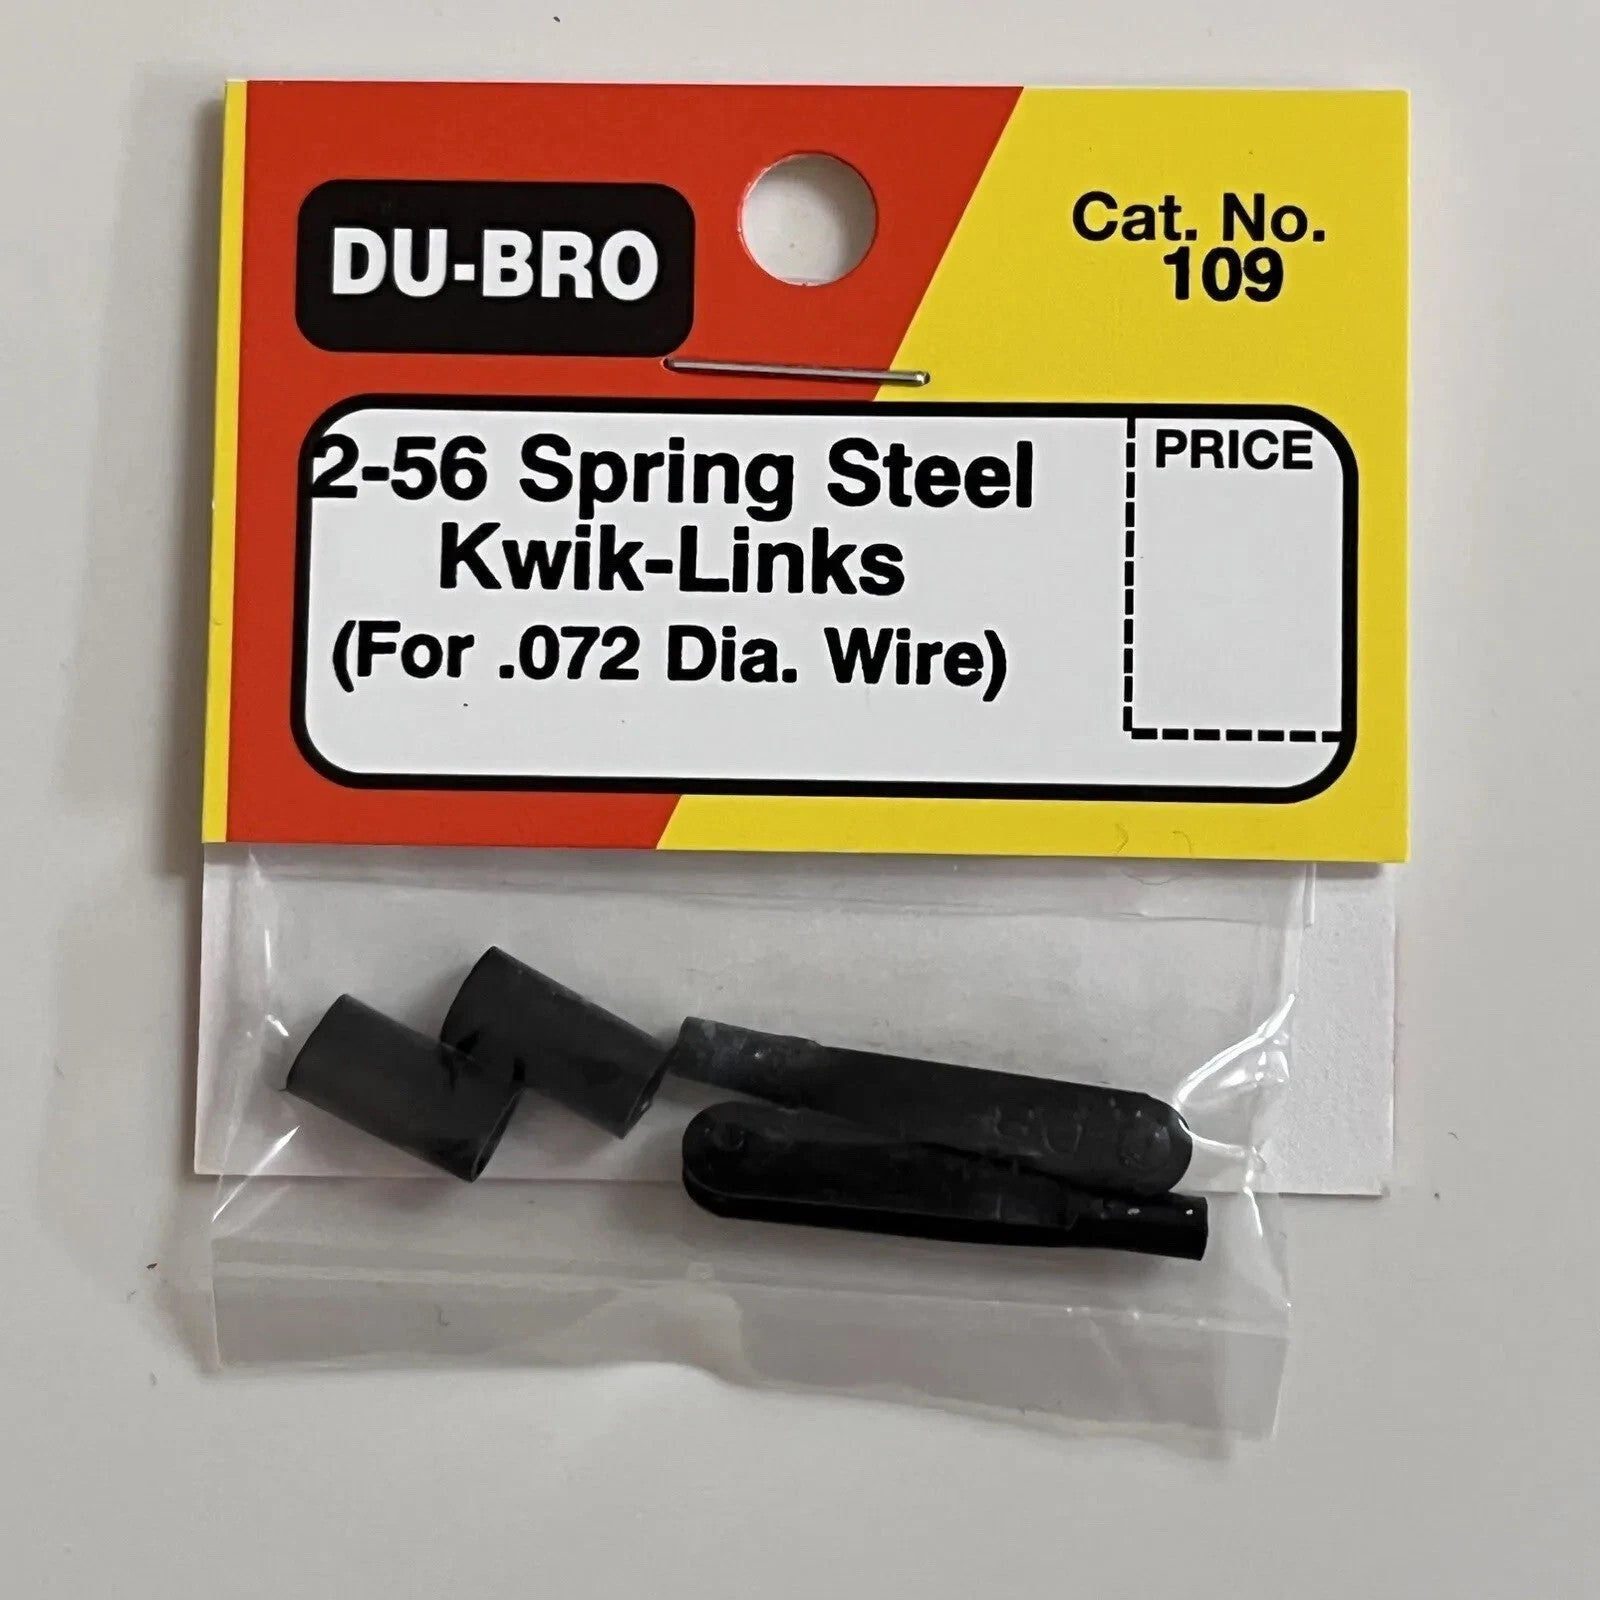 DU-BRO
Cat. No.
109
2-56 Spring Steel
Kwik-Links
(For .072 Dia. Wire)
PRICE